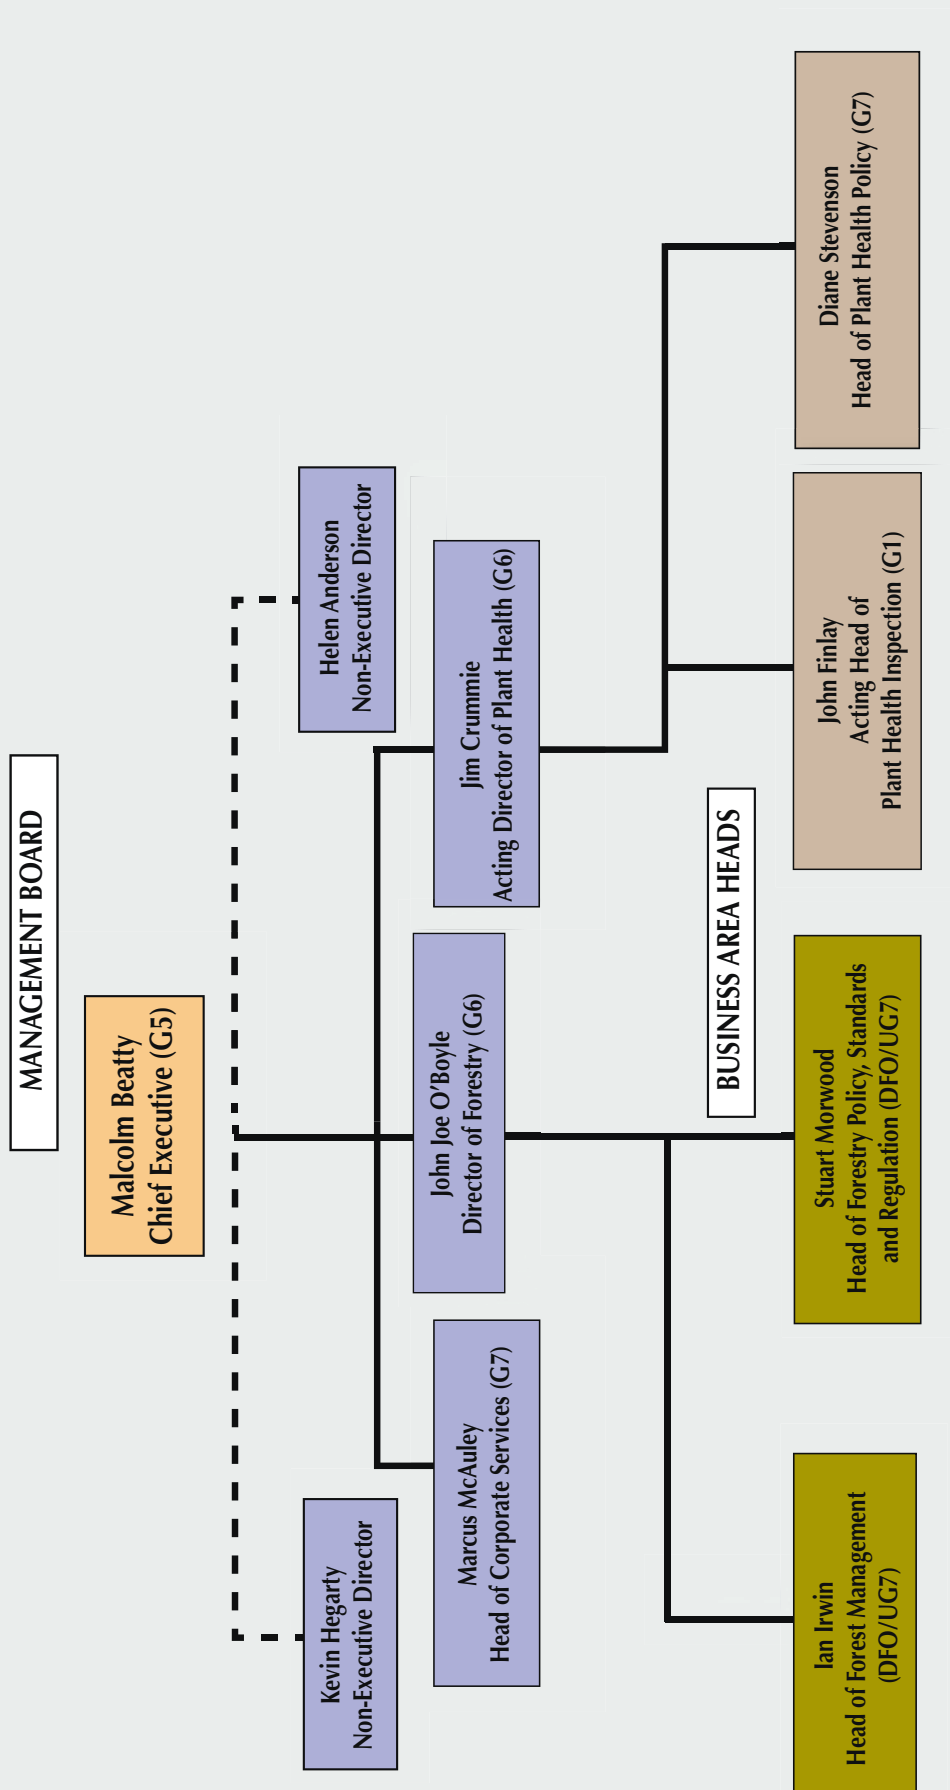 MANAGEMENT BOARD
Malcolm Beatty
Chief Executive (G5)
Kevin Hegarty
Non-Executive Director
Helen Anderson
Non-Executive Director
Marcus McAuley
Head of Corporate Services (G7)
John Joe O'Boyle
Director of Forestry (G6)
Jim Crummie
Acting Director of Plant Health (G6)
BUSINESS AREA HEADS
Ian Irwin
Head of Forest Management
(DFO/UG7)
Stuart Morwood
Head of Forestry Policy, Standards
and Regulation (DFO/UG7)
John Finlay
Acting Head of
Plant Health Inspection (G1)
Diane Stevenson
Head of Plant Health Policy (G7)